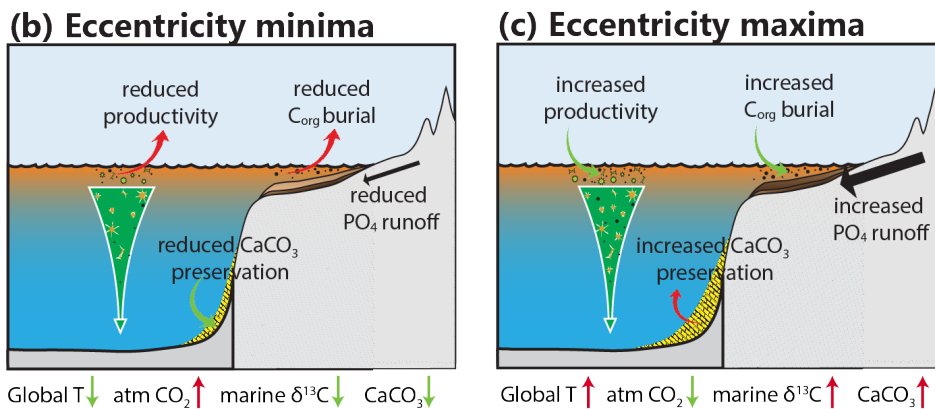 (b) Eccentricity minima
reduced
productivity
reduced
Corg burial
reduced
PO4 runoff
reduced CaCO3
preservation
Global T↓ atm CO2↑ marine δ13C↓ CaCO3↓
(c) Eccentricity maxima
increased
productivity
increased
Corg burial
increased
PO4 runoff
increased CaCO3
preservation
Global T↑ atm CO2↓ marine δ13C↑ CaCO3↑